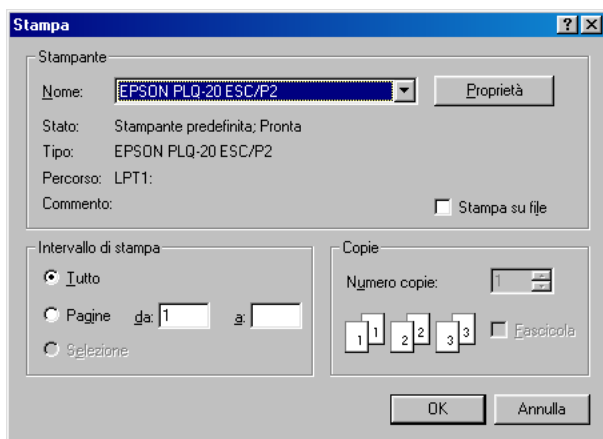 Stampa
Stampante
Nome: EPSON PLQ-20 ESC/P2 Proprietà
Stato: Stampante predefinita; Pronta
Tipo: EPSON PLQ-20 ESC/P2
Percorso: LPT1:
Commento: Stampa su file
Intervallo di stampa
Tutto
Pagine da: 1 a:
Selezione
Copie
Numero copie: 1
1 1 2 2 3 3 Fascicola
OK Annulla